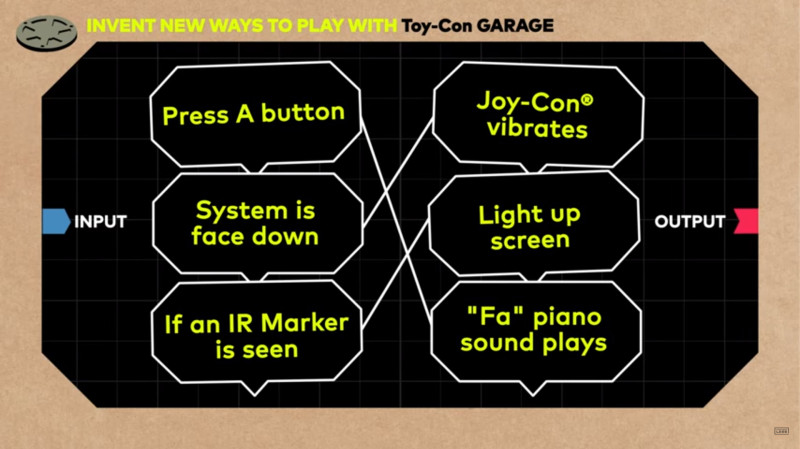 INVENT NEW WAYS TO PLAY WITH Toy-Con GARAGE
Press A button
Joy-Con®
vibrates
INPUT
System is
face down
Light up
screen
OUTPUT
If an IR Marker
is seen
"Fa" piano
sound plays